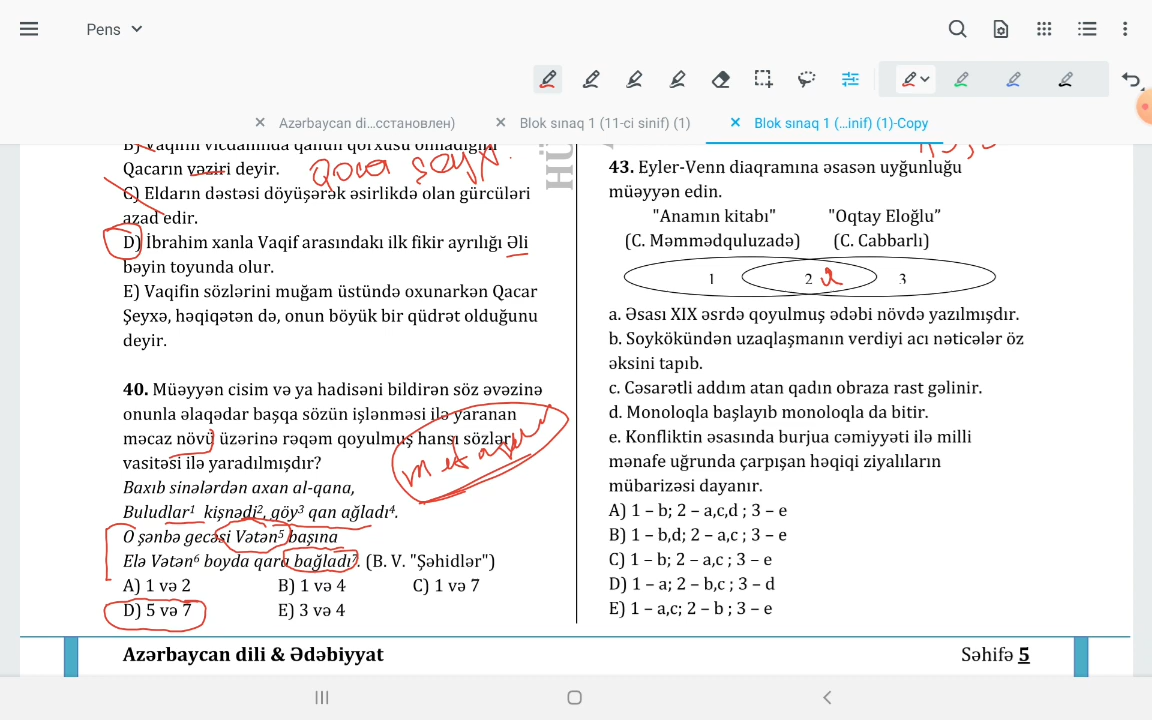 Pens
Azərbaycan di...сстановлен)
Blok sınaq 1 (11-ci sinif) (1)
Blok sınaq 1 (...inif) (1)-Copy
B) Vaqifin vicdanında qanun qorxusu olmadığını
Qacarın vəziri deyir.
Qoca şeyx
C) Eldarın dəstəsi döyüşərək əsirlikdə olan gürcüləri
azad edir.
D) İbrahim xanla Vaqif arasındakı ilk fikir ayrılığı Əli
bəyin toyunda olur.
E) Vaqifin sözlərini muğam üstündə oxunarkən Qacar
Şeyxə, həqiqətən də, onun böyük bir qüdrət olduğunu
deyir.
40. Müəyyən cisim və ya hadisəni bildirən söz əvəzinə
onunla əlaqədar başqa sözün işlənməsi ilə yaranan
məcaz növü üzərinə rəqəm qoyulmuş hansı sözlər
vasitəsi ilə yaradılmışdır?
Baxıb sinələrdən axan al-qana,
Buludlar¹ kişnədi², göy³ qan ağladı⁴.
O şənbə gecəsi Vətən⁵ başına
Elə Vətən⁶ boyda qara bağladı⁷. (B. V. "Şəhidlər")
A) 1 və 2 B) 1 və 4 C) 1 və 7
D) 5 və 7 E) 3 və 4
HÜ
43. Eyler-Venn diaqramına əsasən uyğunluğu
müəyyən edin.
"Anamın kitabı" "Oqtay Eloğlu”
(C. Məmmədquluzadə) (C. Cabbarlı)
1 2 a 3
a. Əsası XIX əsrdə qoyulmuş ədəbi növdə yazılmışdır.
b. Soykökündən uzaqlaşmanın verdiyi acı nəticələr öz
əksini tapıb.
c. Cəsarətli addım atan qadın obraza rast gəlinir.
d. Monoloqla başlayıb monoloqla da bitir.
e. Konfliktin əsasında burjua cəmiyyəti ilə milli
mənafe uğrunda çarpışan həqiqi ziyalıların
mübarizəsi dayanır.
A) 1 – b; 2 – a,c,d ; 3 – e
B) 1 – b,d; 2 – a,c ; 3 – e
C) 1 – b; 2 – a,c ; 3 – e
D) 1 – a; 2 – b,c ; 3 – d
E) 1 – a,c; 2 – b ; 3 – e
Azərbaycan dili & Ədəbiyyat
Səhifə 5